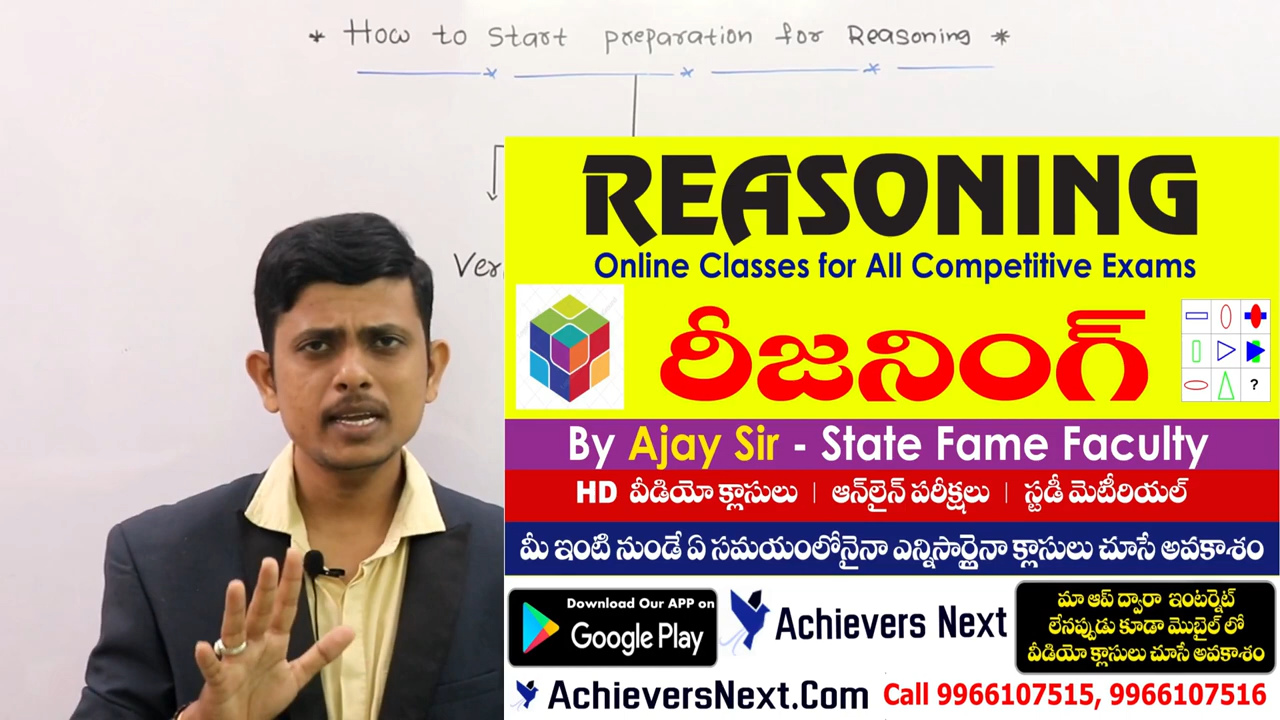 * How to Start preparation for Reasoning *
Ver
REASONING
Online Classes for All Competitive Exams
రీజనింగ్
?
By Ajay Sir - State Fame Faculty
HD వీడియో క్లాసులు | ఆన్‌లైన్ పరీక్షలు | స్టడీ మెటీరియల్
మీ ఇంటి నుండే ఏ సమయంలోనైనా ఎన్నిసార్లైనా క్లాసులు చూసే అవకాశం
Download Our APP on
Google Play
Achievers Next
మా ఆప్ ద్వారా ఇంటర్నెట్
లేనప్పుడు కూడా మొబైల్ లో
వీడియో క్లాసులు చూసే అవకాశం
AchieversNext.Com Call 9966107515, 9966107516